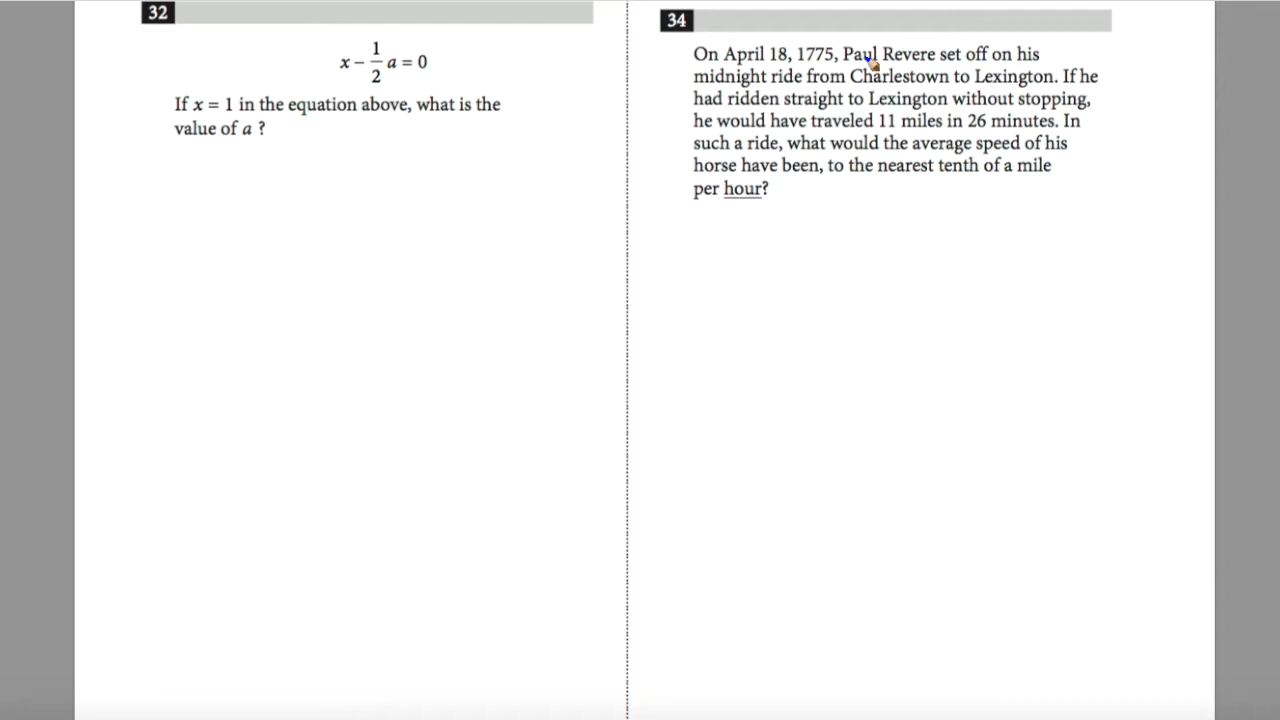 32
x − 1/2 a = 0
If x = 1 in the equation above, what is the
value of a ?
34
On April 18, 1775, Paul Revere set off on his
midnight ride from Charlestown to Lexington. If he
had ridden straight to Lexington without stopping,
he would have traveled 11 miles in 26 minutes. In
such a ride, what would the average speed of his
horse have been, to the nearest tenth of a mile
per hour?